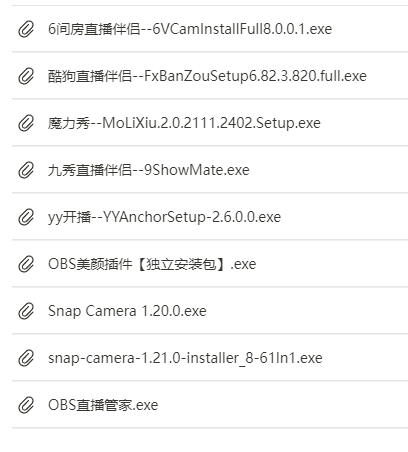 6间房直播伴侣--6VCamInstallFull8.0.0.1.exe
酷狗直播伴侣--FxBanZouSetup6.82.3.820.full.exe
魔力秀--MoLiXiu.2.0.2111.2402.Setup.exe
九秀直播伴侣--9ShowMate.exe
yy开播--YYAnchorSetup-2.6.0.0.exe
OBS美颜插件【独立安装包】.exe
Snap Camera 1.20.0.exe
snap-camera-1.21.0-installer_8-61ln1.exe
OBS直播管家.exe